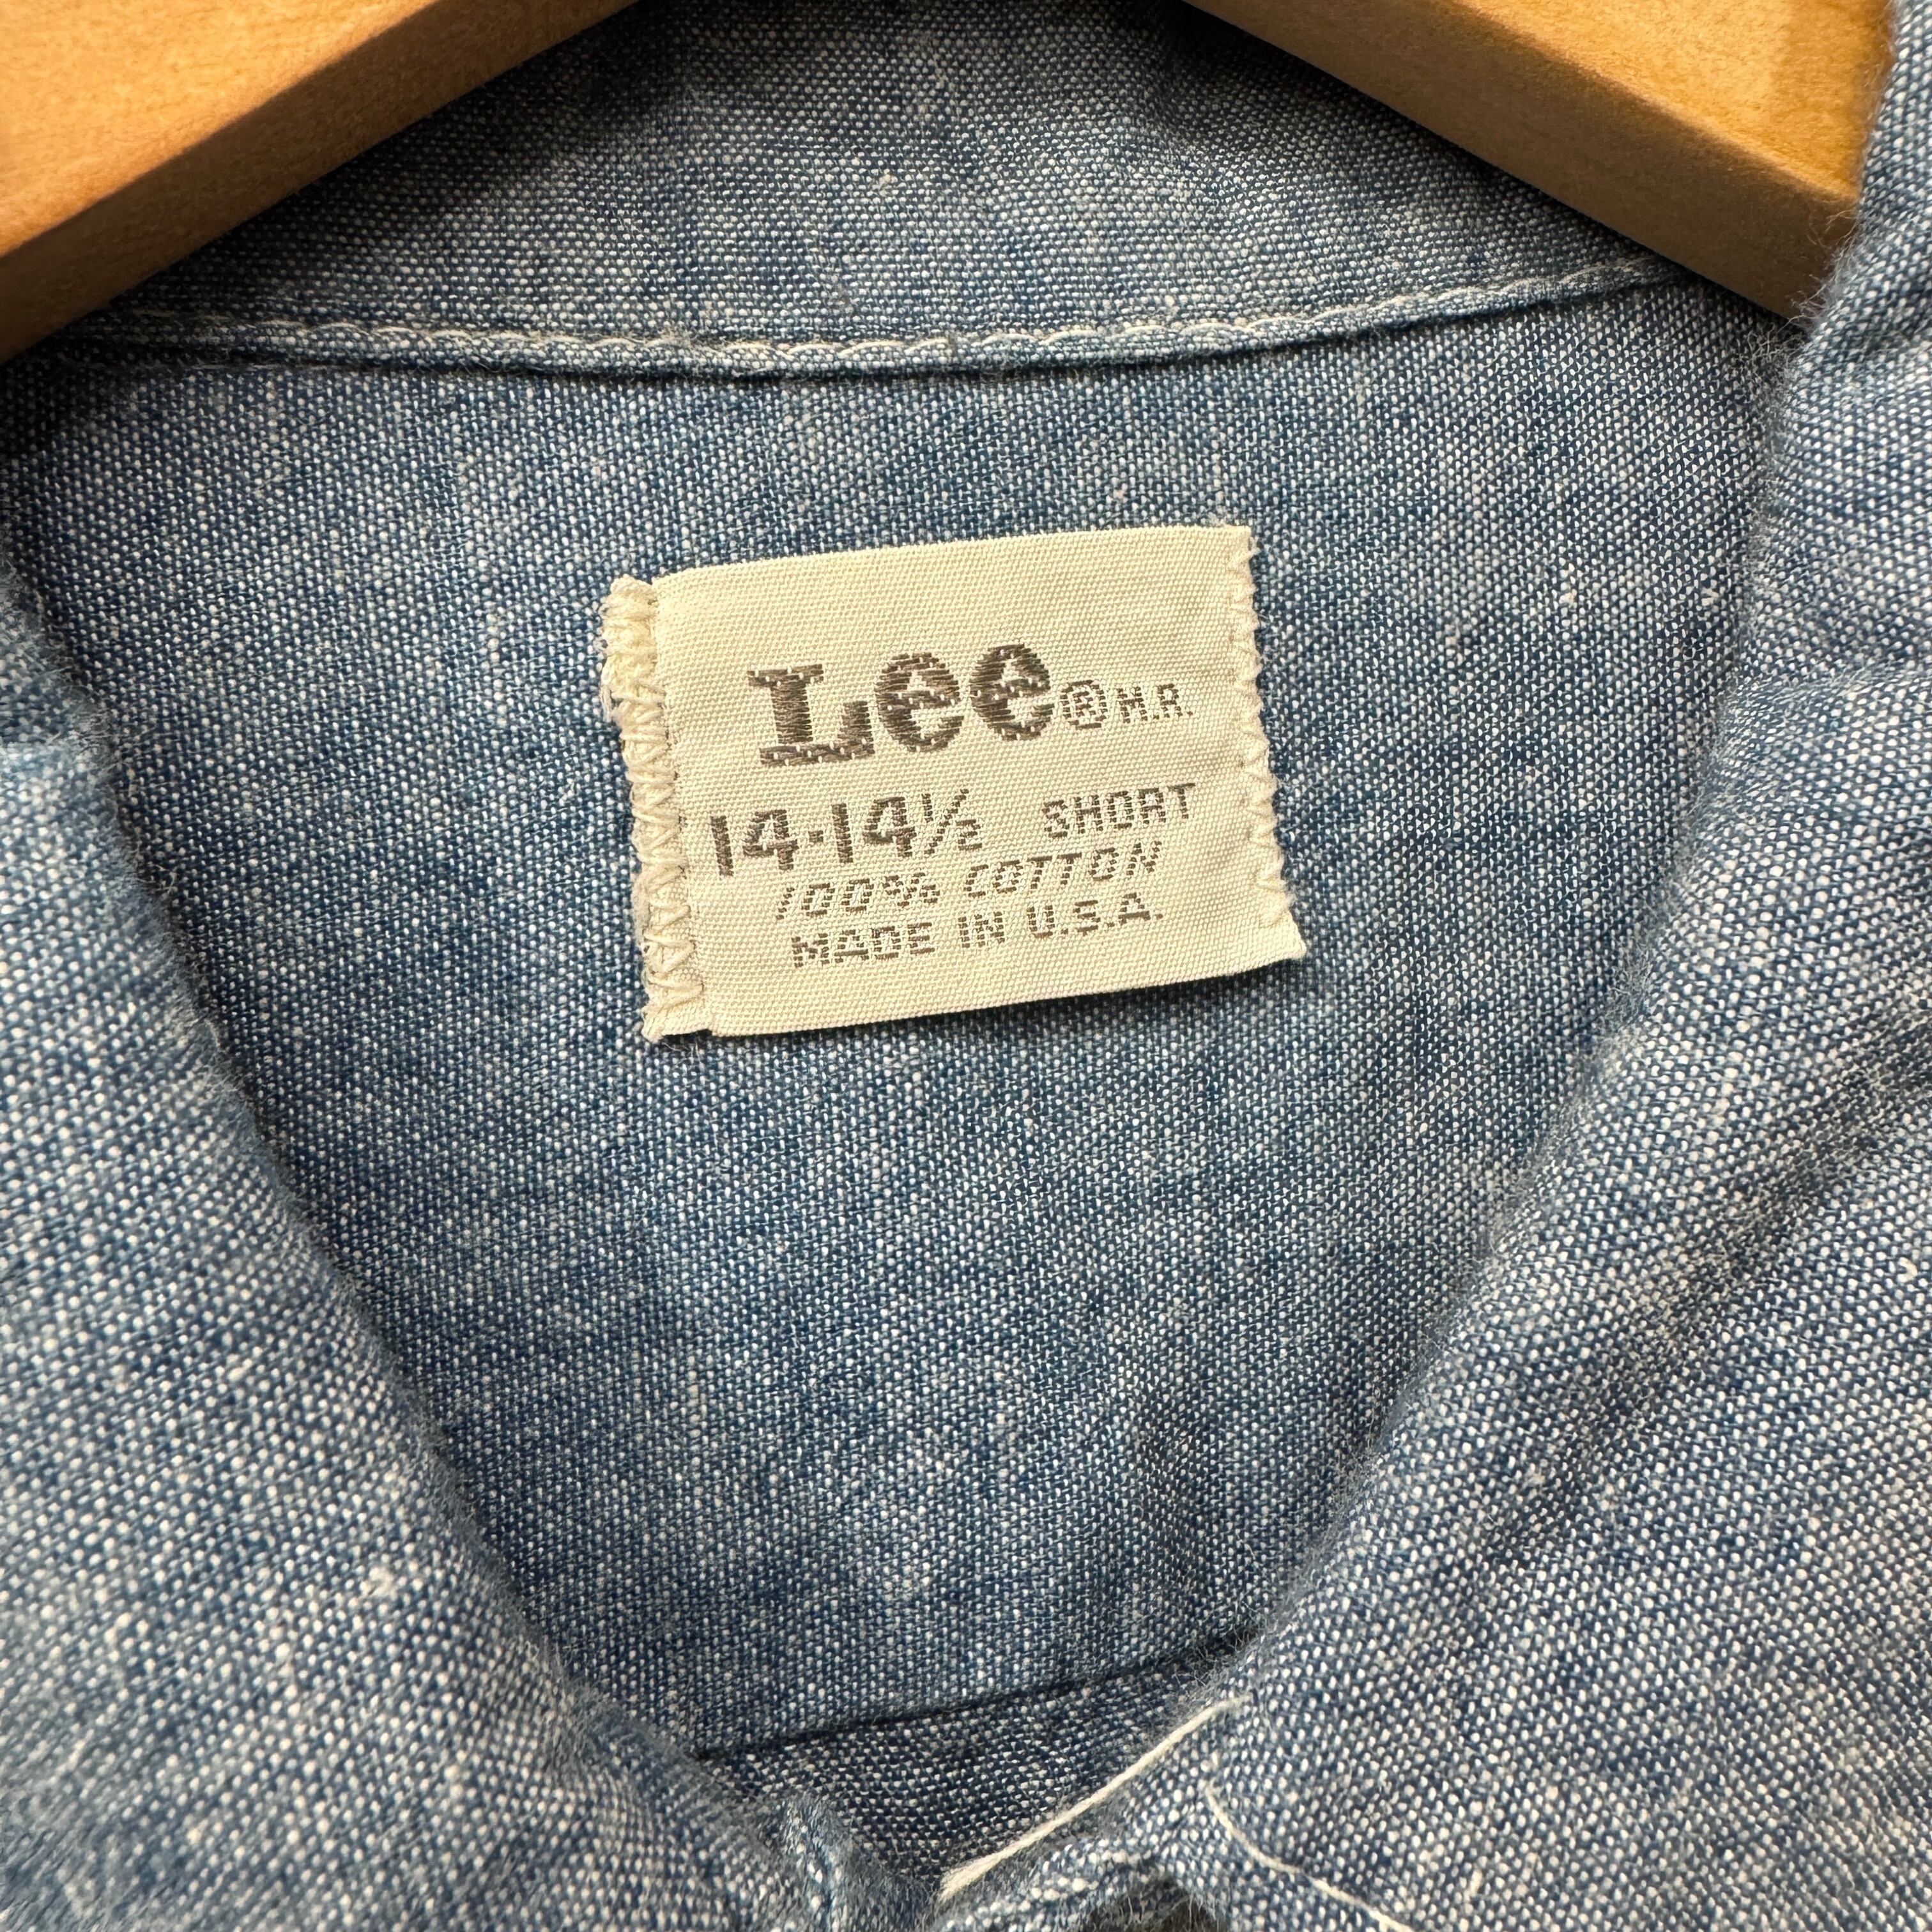 Lee® M.R.
14·14½ SHORT
100% COTTON
MADE IN U.S.A.